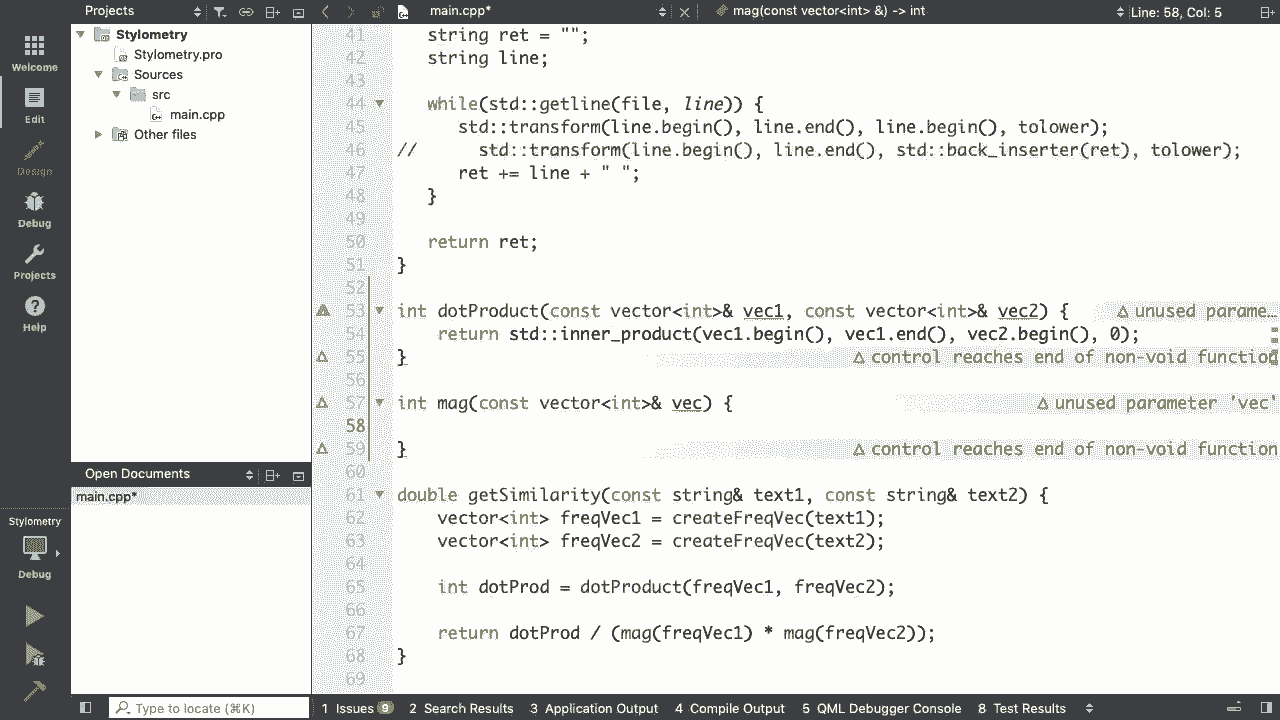 Projects
main.cpp*
mag(const vector<int> &) -> int
Line: 58, Col: 5
Welcome
Edit
Design
Debug
Projects
Help
Stylometry
Debug
Stylometry
Stylometry.pro
Sources
src
main.cpp
Other files
Open Documents
main.cpp*
41 string ret = "";
42 string line;
43
44 while(std::getline(file, line)) {
45 std::transform(line.begin(), line.end(), line.begin(), tolower);
46 // std::transform(line.begin(), line.end(), std::back_inserter(ret), tolower);
47 ret += line + " ";
48 }
49
50 return ret;
51 }
52
53 int dotProduct(const vector<int>& vec1, const vector<int>& vec2) { unused parame…
54 return std::inner_product(vec1.begin(), vec1.end(), vec2.begin(), 0);
55 } control reaches end of non-void function
56
57 int mag(const vector<int>& vec) { unused parameter 'vec'
58
59 } control reaches end of non-void function
60
61 double getSimilarity(const string& text1, const string& text2) {
62 vector<int> freqVec1 = createFreqVec(text1);
63 vector<int> freqVec2 = createFreqVec(text2);
64
65 int dotProd = dotProduct(freqVec1, freqVec2);
66
67 return dotProd / (mag(freqVec1) * mag(freqVec2));
68 }
69
Type to locate (⌘K)
1 Issues 9
2 Search Results
3 Application Output
4 Compile Output
5 QML Debugger Console
8 Test Results